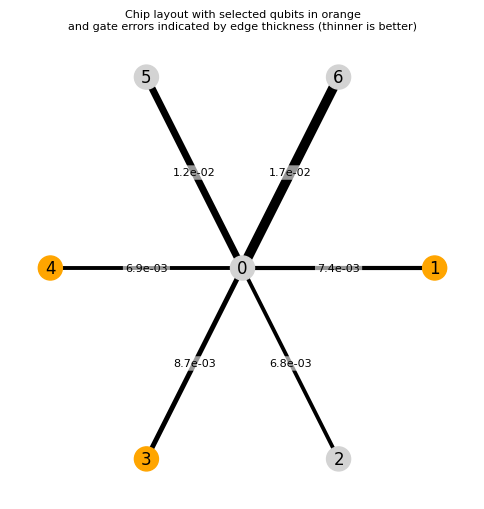 Chip layout with selected qubits in orange
and gate errors indicated by edge thickness (thinner is better)
5
6
1.2e-02
1.7e-02
4
6.9e-03
0
7.4e-03
1
8.7e-03
6.8e-03
3
2